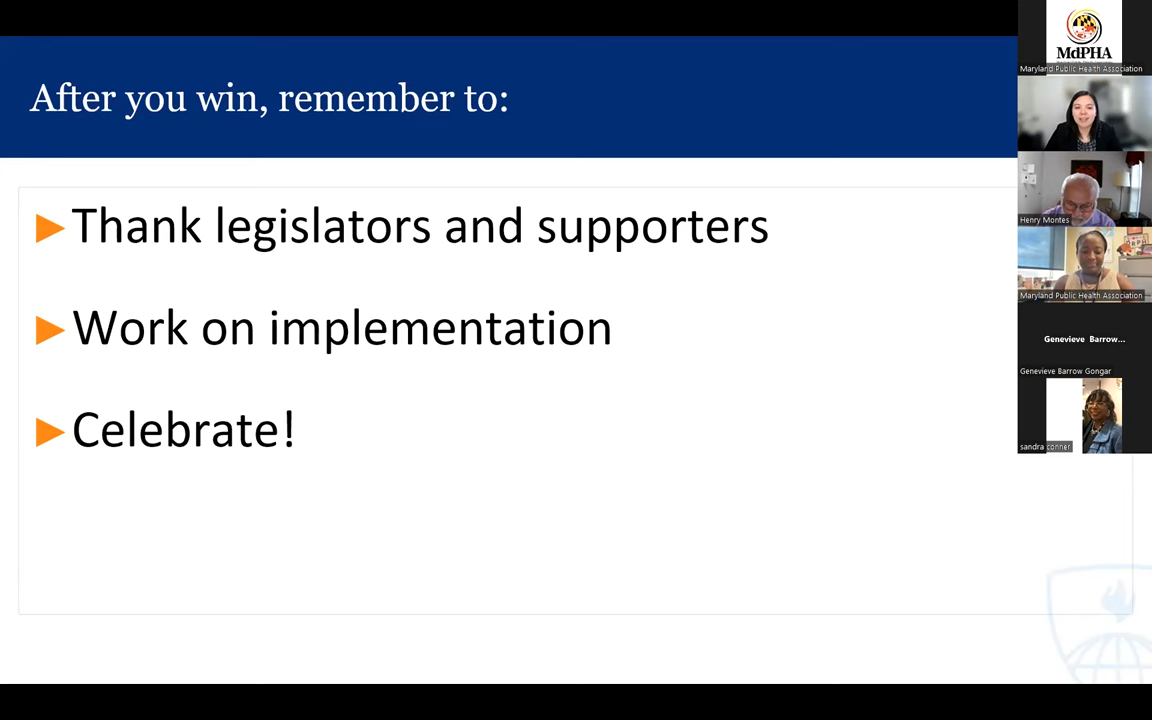 After you win, remember to:
Thank legislators and supporters
Work on implementation
Celebrate!
MdPHA
Maryland Public Health Association
Henry Montes
Maryland Public Health Association
Genevieve Barrow...
Genevieve Barrow Gongar
sandra conner